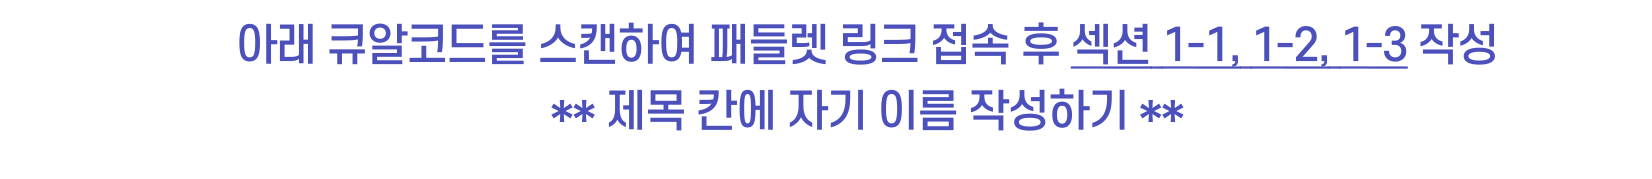 아래 큐알코드를 스캔하여 패들렛 링크 접속 후 섹션 1-1, 1-2, 1-3 작성
** 제목 칸에 자기 이름 작성하기 **